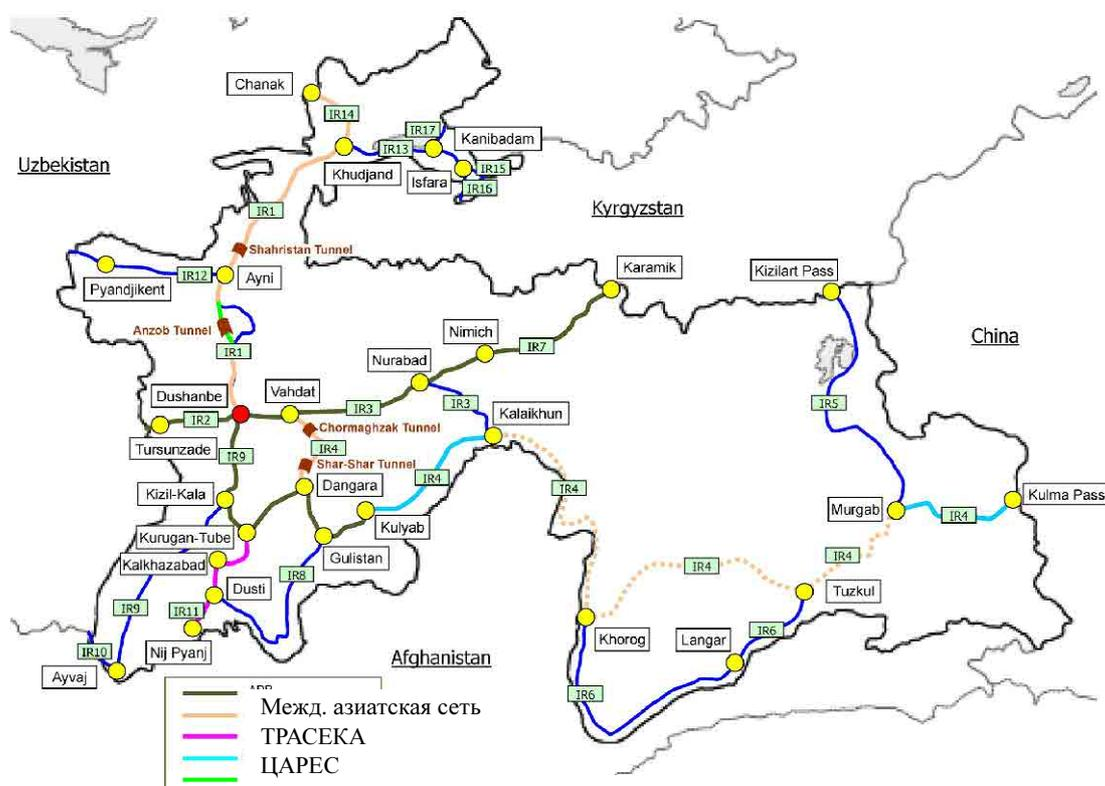 Chanak
IR14
IR17
Kanibadam
Uzbekistan
IR13
Khudjand
Isfara
IR15
IR16
IR1
Kyrgyzstan
Shahristan Tunnel
IR12
Ayni
Pyandjikent
Karamik
Kizilart Pass
Anzob Tunnel
IR1
Nimich
IR7
China
Nurabad
Dushanbe
Vahdat
IR3
IR3
Kalaikhun
IR5
IR2
Tursunzade
Chormaghzak Tunnel
IR4
IR9
Shar-Shar Tunnel
IR4
Dangara
IR4
Kizil-Kala
Kulyab
Murgab
IR4
Kulma Pass
Kurugan-Tube
Gulistan
Kalkhazabad
IR4
IR4
IR8
Dusti
Tuzkul
IR9
IR11
Khorog
Langar
IR6
Nij Pyanj
IR10
Afghanistan
Ayvaj
IR6
Межд. азиатская сеть
ТРАСЕКА
ЦАРЕС